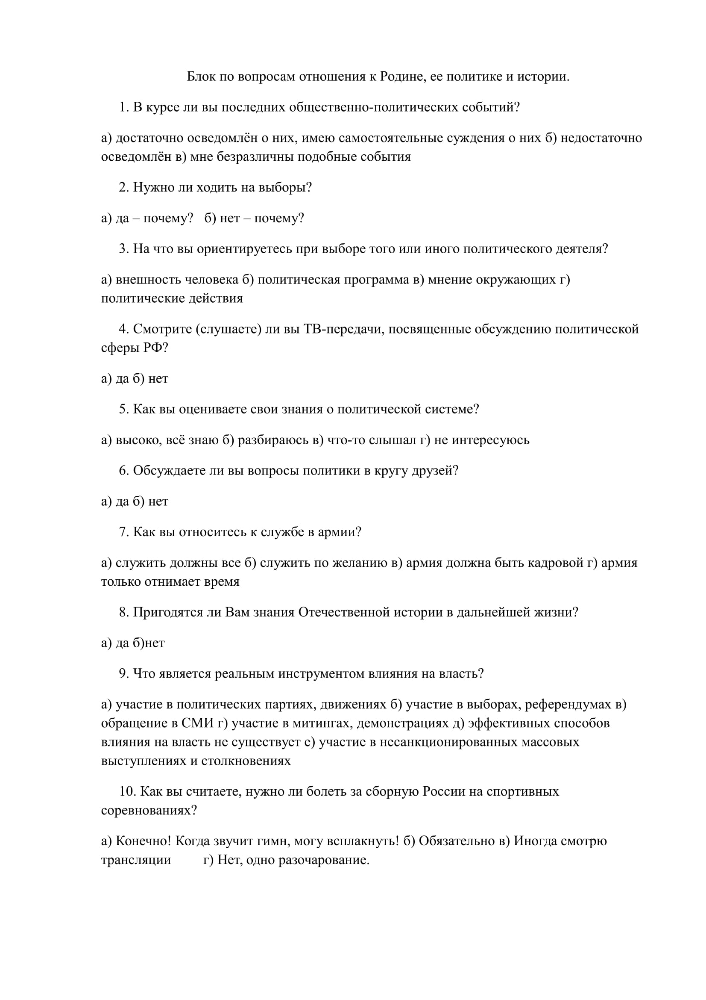 Блок по вопросам отношения к Родине, ее политике и истории.
1. В курсе ли вы последних общественно-политических событий?
а) достаточно осведомлён о них, имею самостоятельные суждения о них б) недостаточно
осведомлён в) мне безразличны подобные события
2. Нужно ли ходить на выборы?
а) да – почему?   б) нет – почему?
3. На что вы ориентируетесь при выборе того или иного политического деятеля?
а) внешность человека б) политическая программа в) мнение окружающих г)
политические действия
4. Смотрите (слушаете) ли вы ТВ-передачи, посвященные обсуждению политической
сферы РФ?
а) да б) нет
5. Как вы оцениваете свои знания о политической системе?
а) высоко, всё знаю б) разбираюсь в) что-то слышал г) не интересуюсь
6. Обсуждаете ли вы вопросы политики в кругу друзей?
а) да б) нет
7. Как вы относитесь к службе в армии?
а) служить должны все б) служить по желанию в) армия должна быть кадровой г) армия
только отнимает время
8. Пригодятся ли Вам знания Отечественной истории в дальнейшей жизни?
а) да б)нет
9. Что является реальным инструментом влияния на власть?
а) участие в политических партиях, движениях б) участие в выборах, референдумах в)
обращение в СМИ г) участие в митингах, демонстрациях д) эффективных способов
влияния на власть не существует е) участие в несанкционированных массовых
выступлениях и столкновениях
10. Как вы считаете, нужно ли болеть за сборную России на спортивных
соревнованиях?
а) Конечно! Когда звучит гимн, могу всплакнуть! б) Обязательно в) Иногда смотрю
трансляции         г) Нет, одно разочарование.